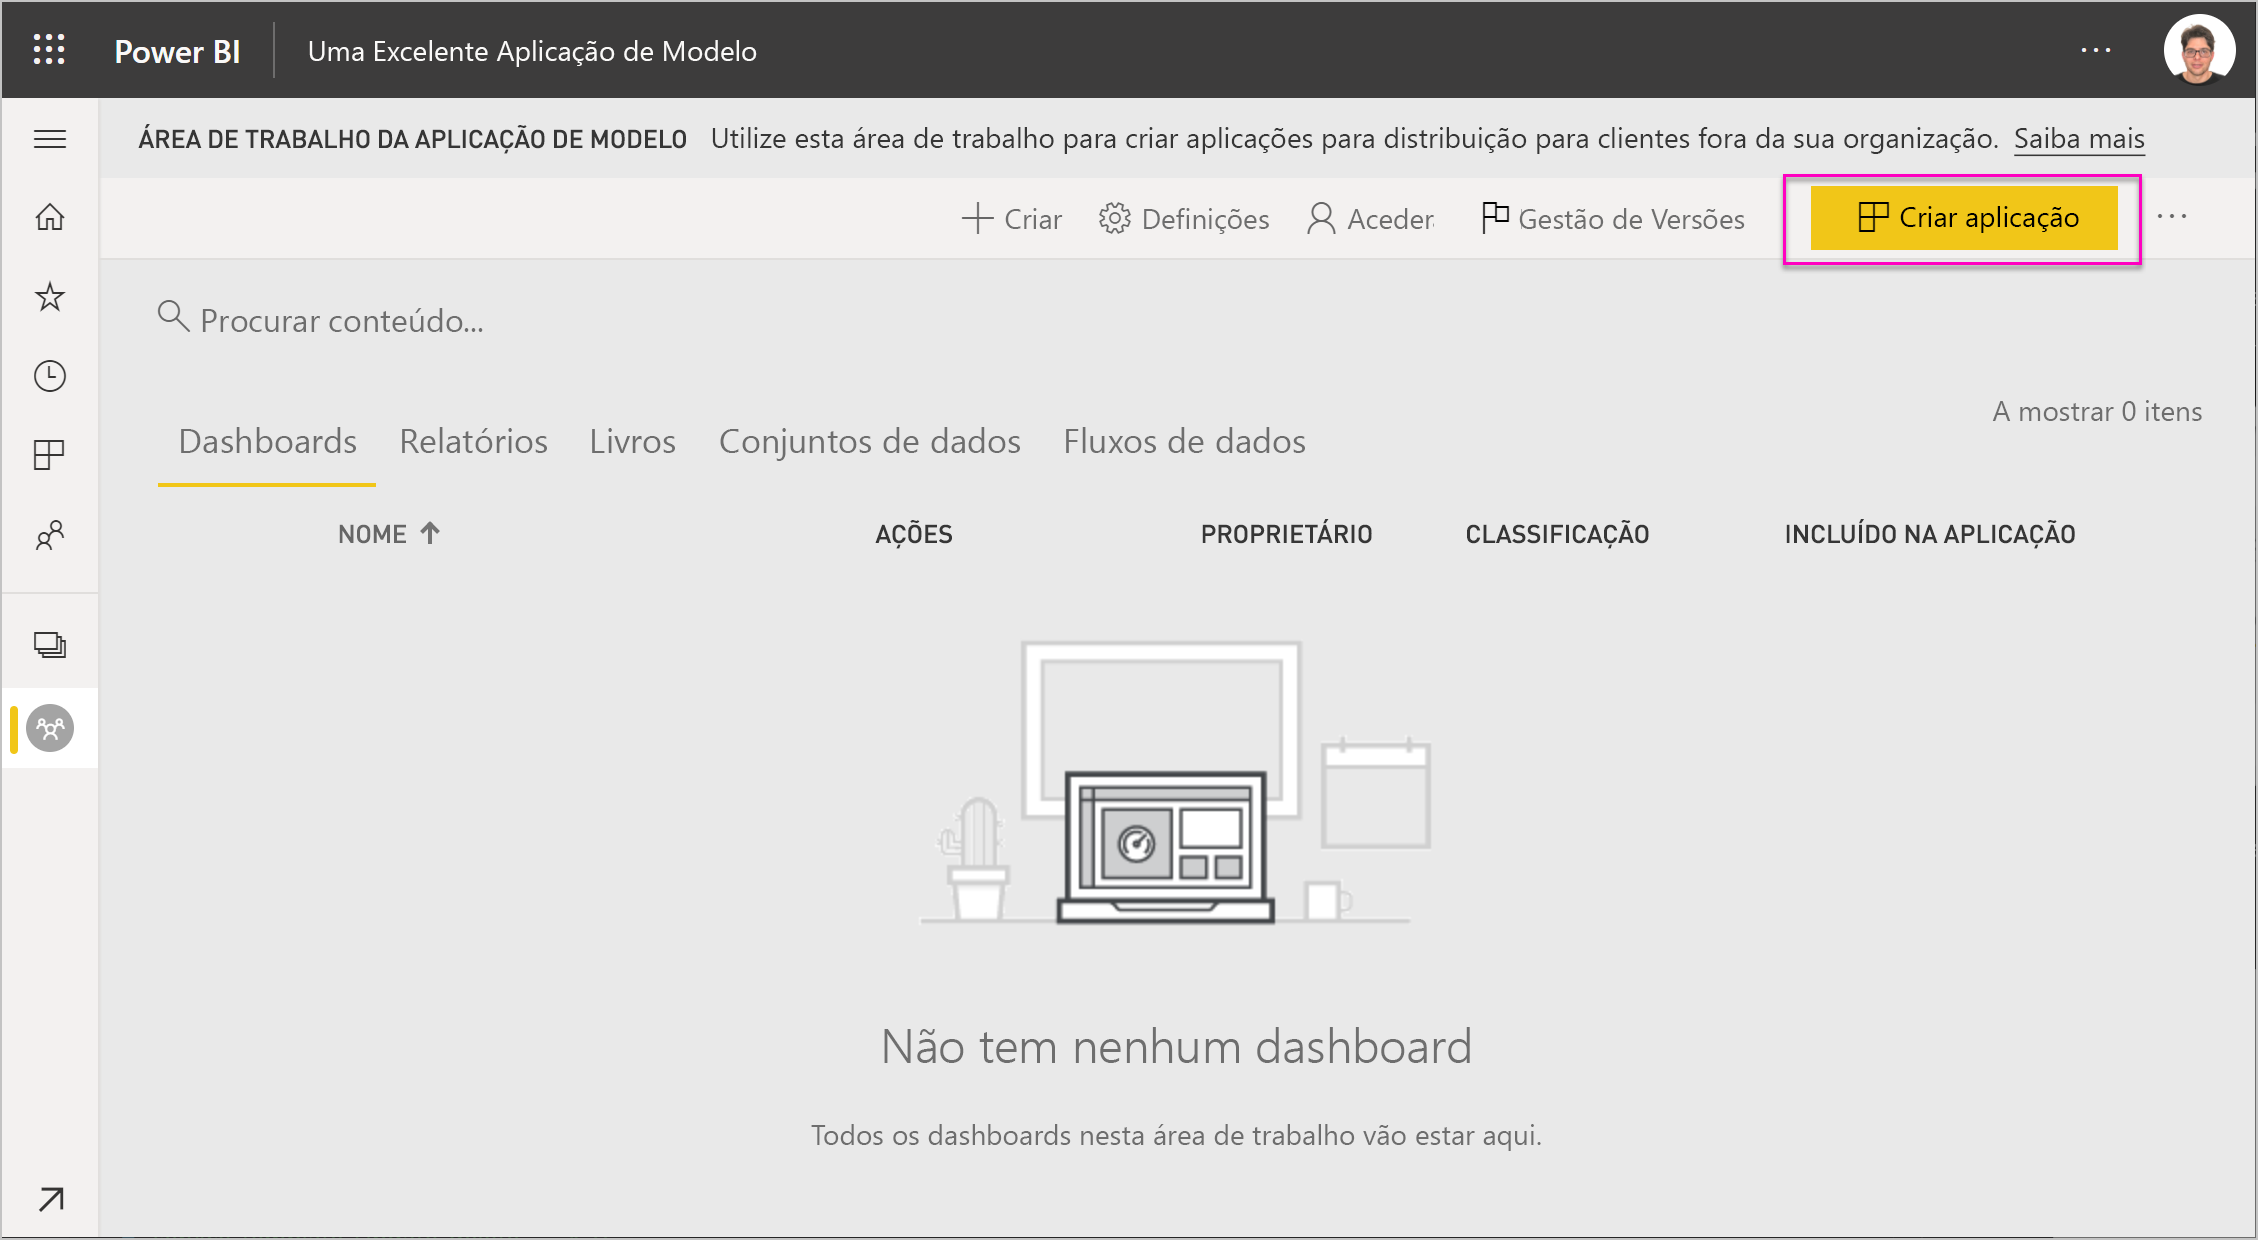 Power BI
Uma Excelente Aplicação de Modelo
...
ÁREA DE TRABALHO DA APLICAÇÃO DE MODELO Utilize esta área de trabalho para criar aplicações para distribuição para clientes fora da sua organização. Saiba mais
Criar Definições Aceder Gestão de Versões Criar aplicação ...
Procurar conteúdo...
A mostrar 0 itens
Dashboards Relatórios Livros Conjuntos de dados Fluxos de dados
NOME AÇÕES PROPRIETÁRIO CLASSIFICAÇÃO INCLUÍDO NA APLICAÇÃO
Não tem nenhum dashboard
Todos os dashboards nesta área de trabalho vão estar aqui.